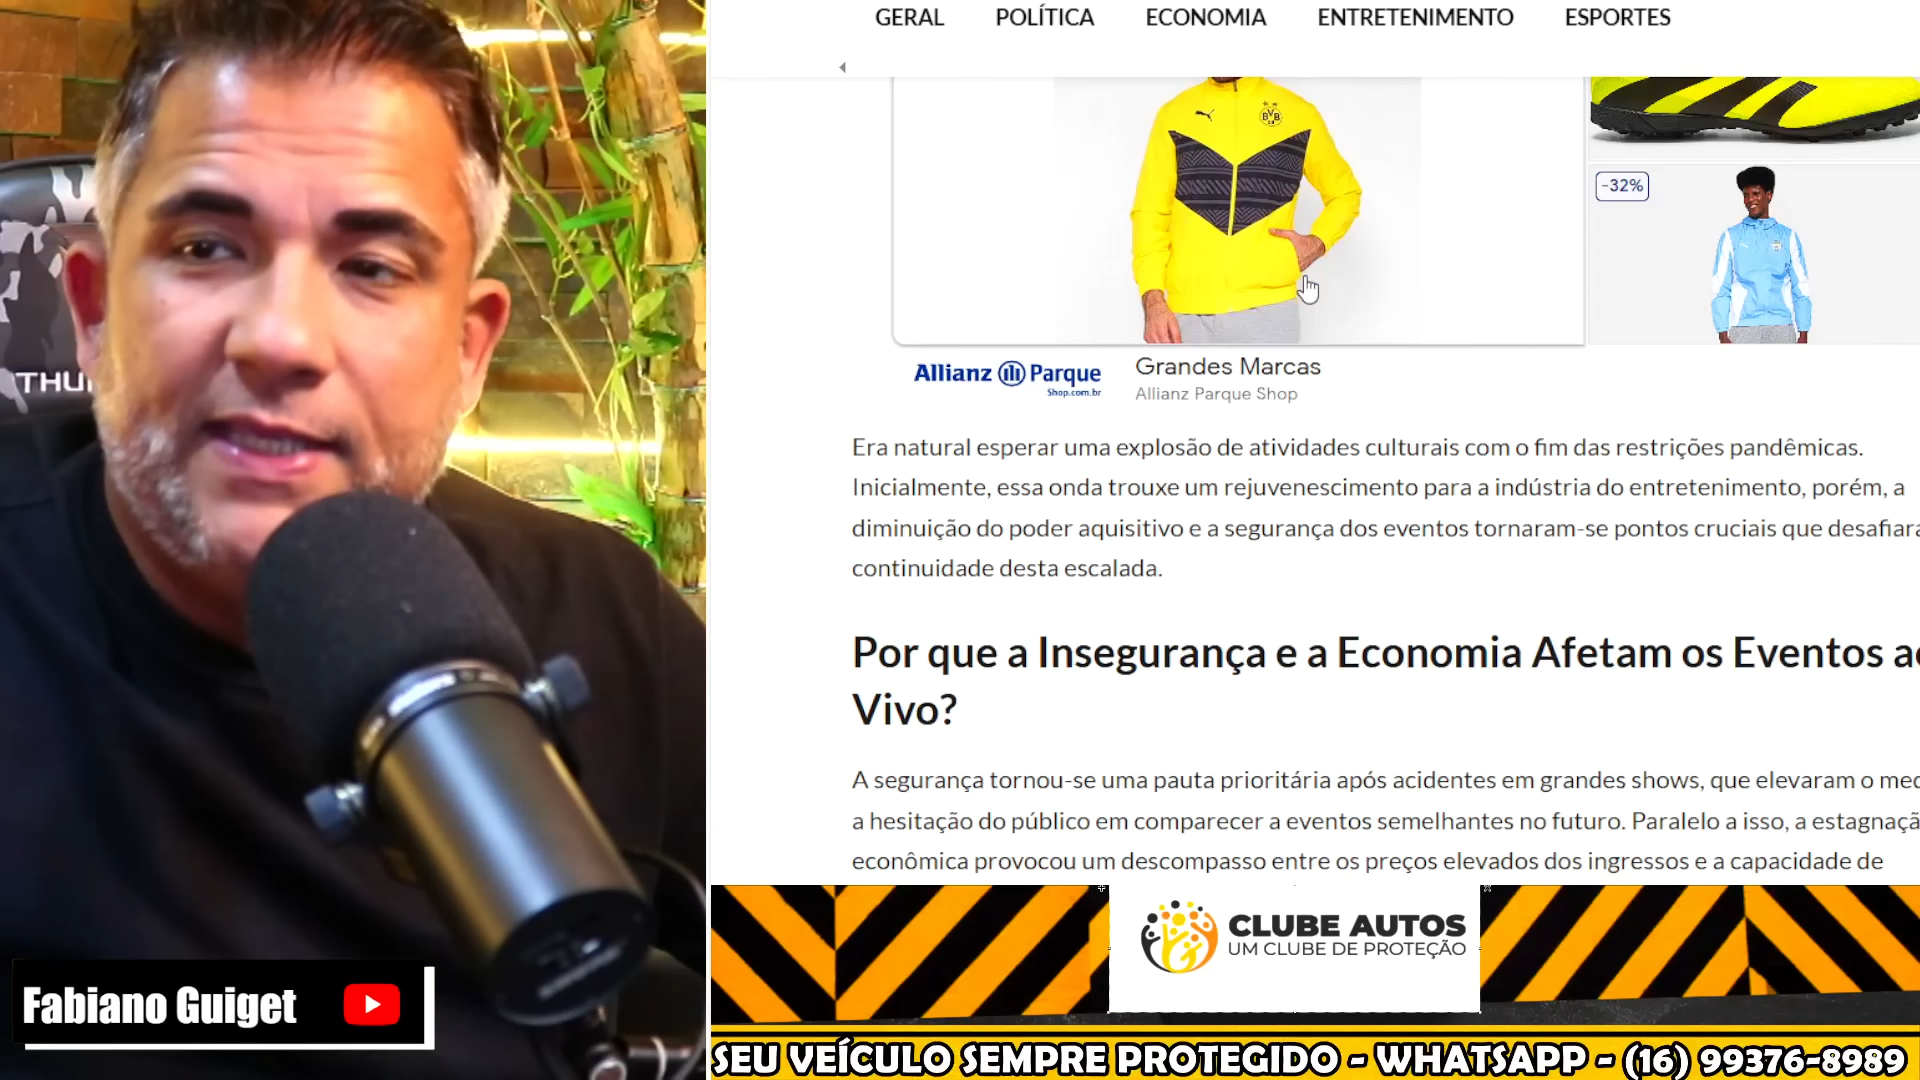 GERAL POLÍTICA ECONOMIA ENTRETENIMENTO ESPORTES
BVB
09
-32%
Allianz Parque
Shop.com.br
Grandes Marcas
Allianz Parque Shop
Era natural esperar uma explosão de atividades culturais com o fim das restrições pandêmicas.
Inicialmente, essa onda trouxe um rejuvenescimento para a indústria do entretenimento, porém, a
diminuição do poder aquisitivo e a segurança dos eventos tornaram-se pontos cruciais que
continuidade desta escalada.
Por que a Insegurança e a Economia Afetam os Eventos
Vivo?
A segurança tornou-se uma pauta prioritária após acidentes em grandes shows, que elevaram o
a hesitação do público em comparecer a eventos semelhantes no futuro. Paralelo a isso, a
econômica provocou um descompasso entre os preços elevados dos ingressos e a capacidade de
CLUBE AUTOS
UM CLUBE DE PROTEÇÃO
Fabiano Guiget
SEU VEÍCULO SEMPRE PROTEGIDO - WHATSAPP - (16) 99376-8989